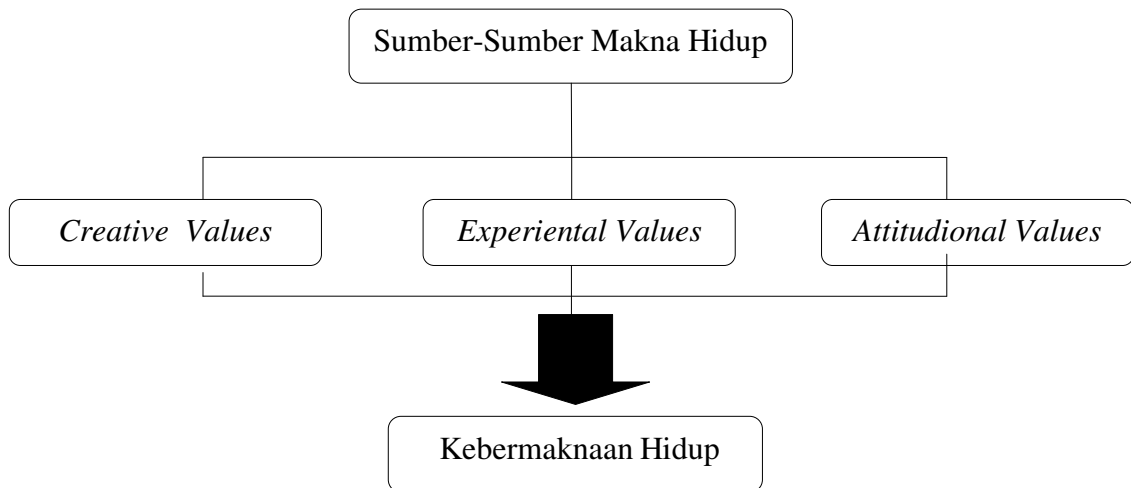 Sumber-Sumber Makna Hidup
Creative Values
Experiental Values
Attitudional Values
Kebermaknaan Hidup